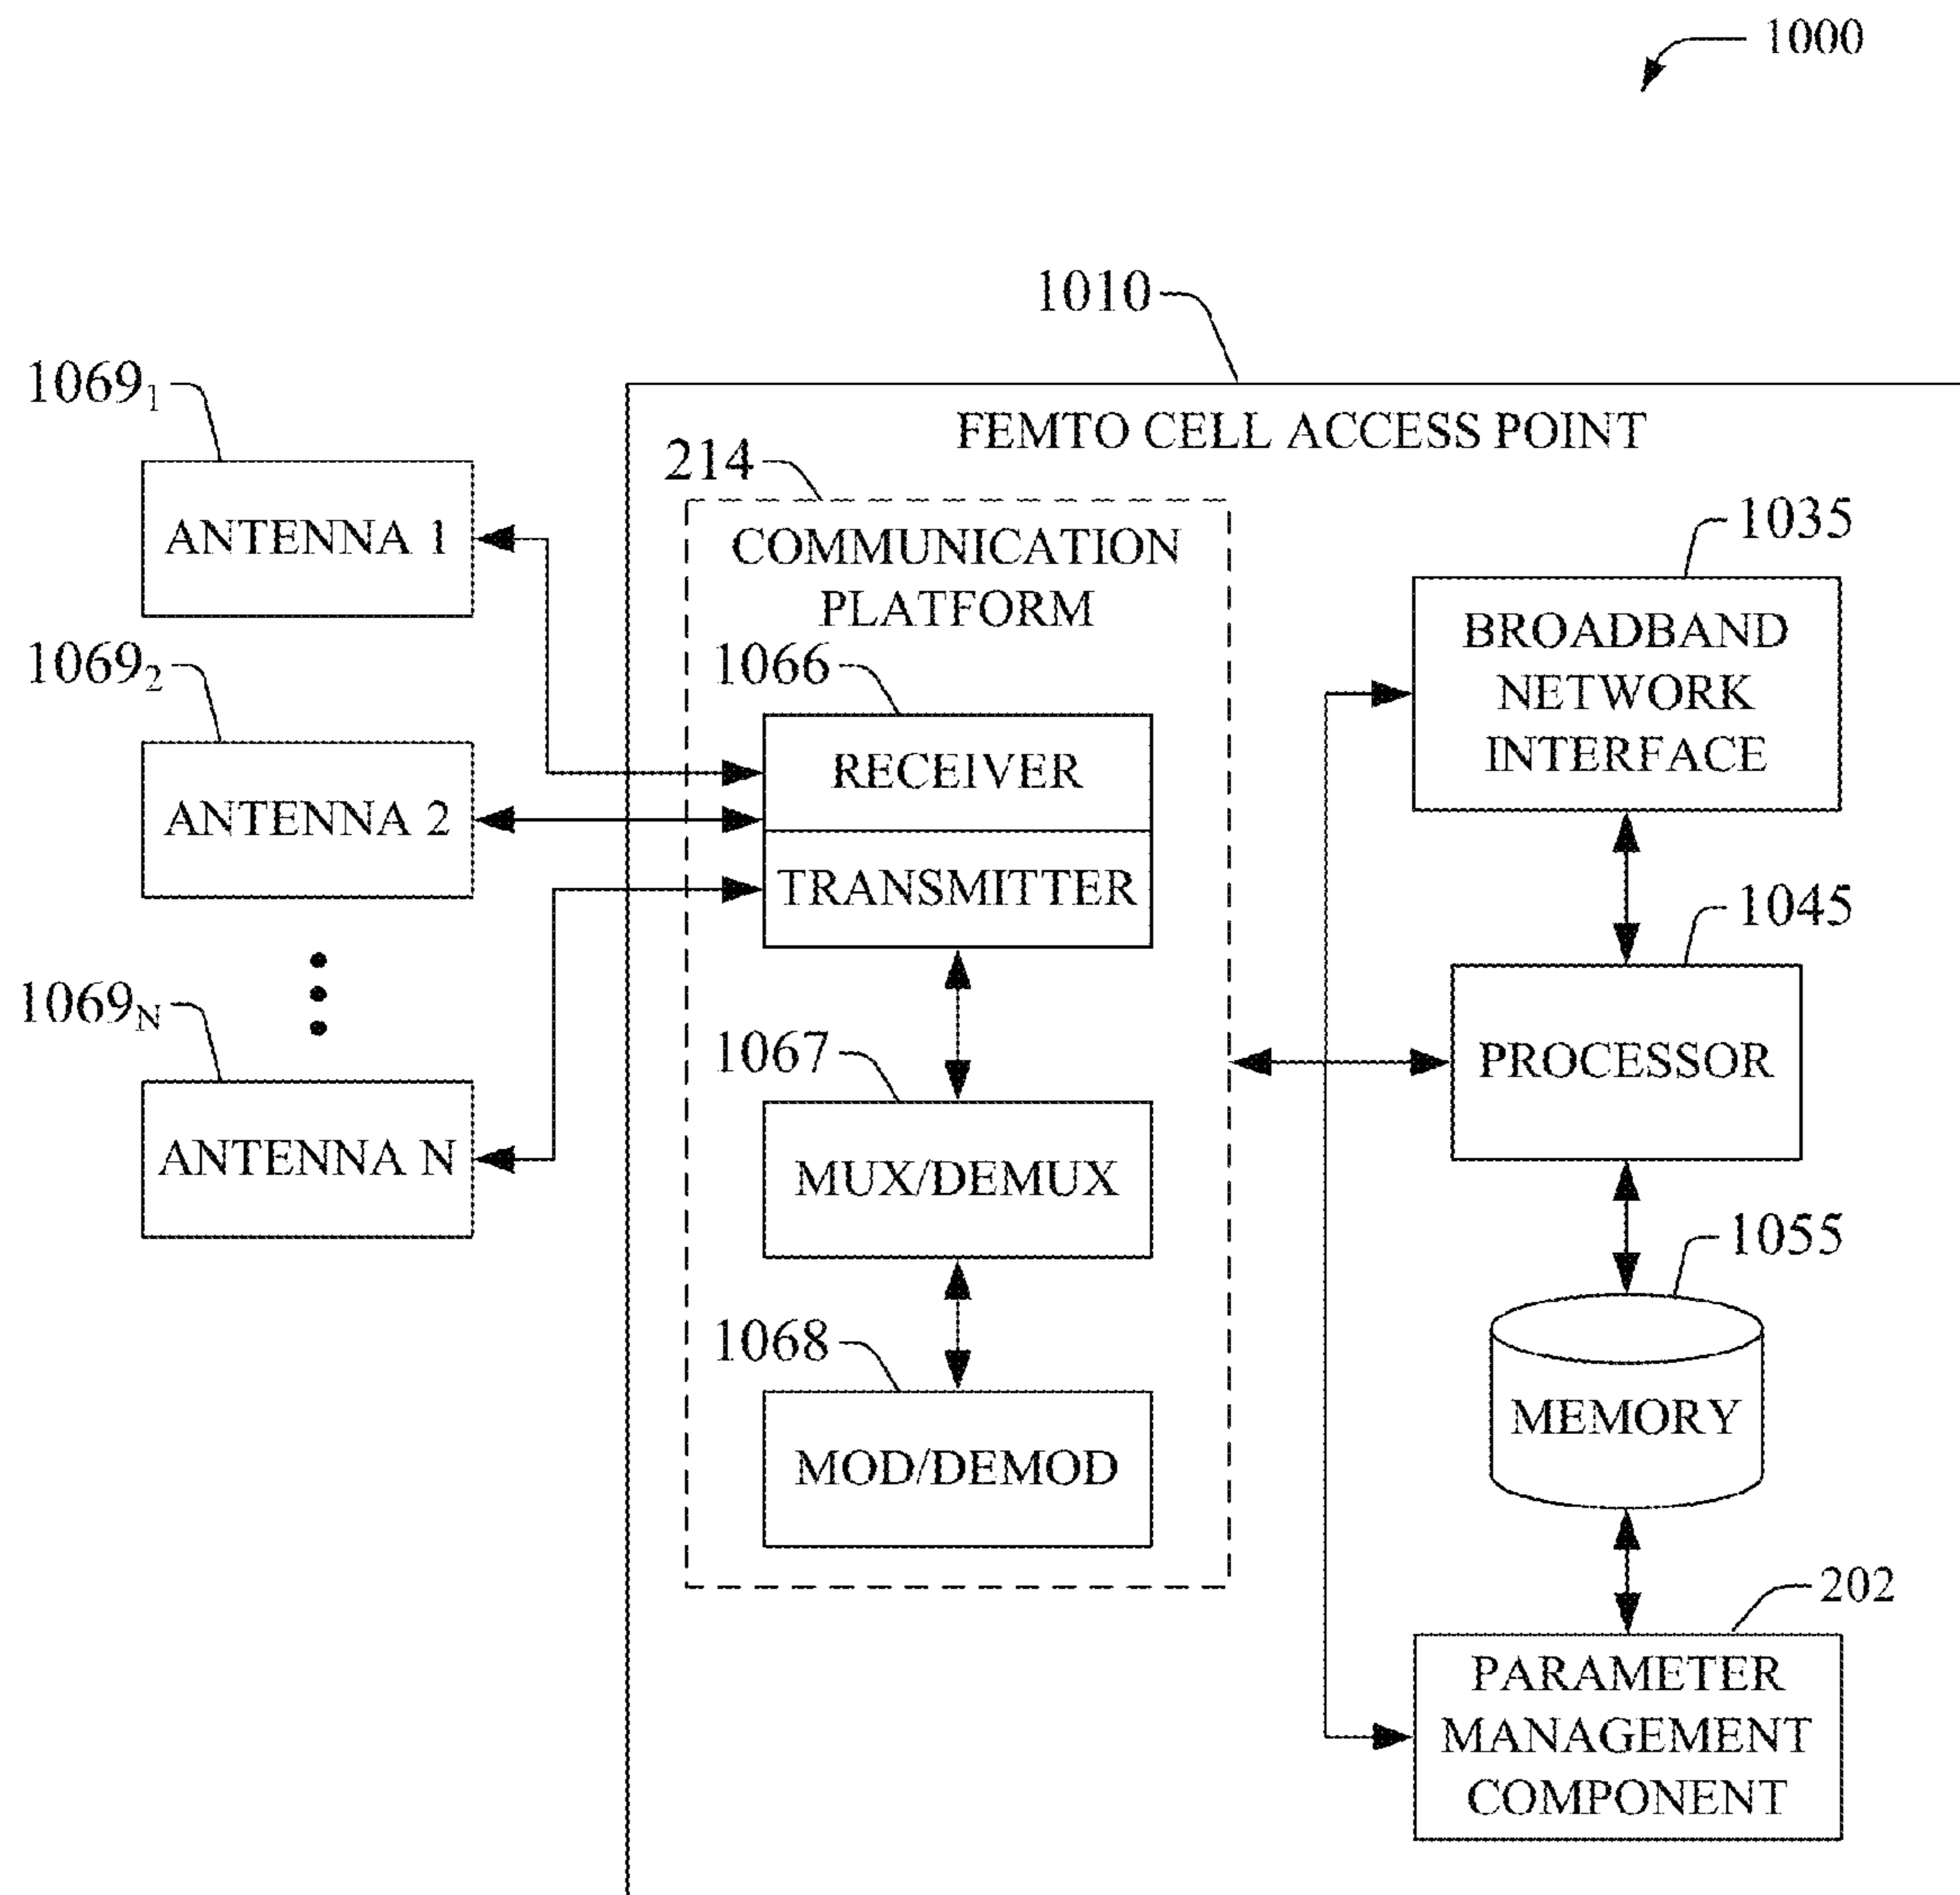 1000
1010
FEMTO CELL ACCESS POINT
1069₁
ANTENNA 1
1069₂
ANTENNA 2
1069ₙ
ANTENNA N
214
COMMUNICATION
PLATFORM
1066
RECEIVER
TRANSMITTER
1067
MUX/DEMUX
1068
MOD/DEMOD
1035
BROADBAND
NETWORK
INTERFACE
1045
PROCESSOR
1055
MEMORY
202
PARAMETER
MANAGEMENT
COMPONENT